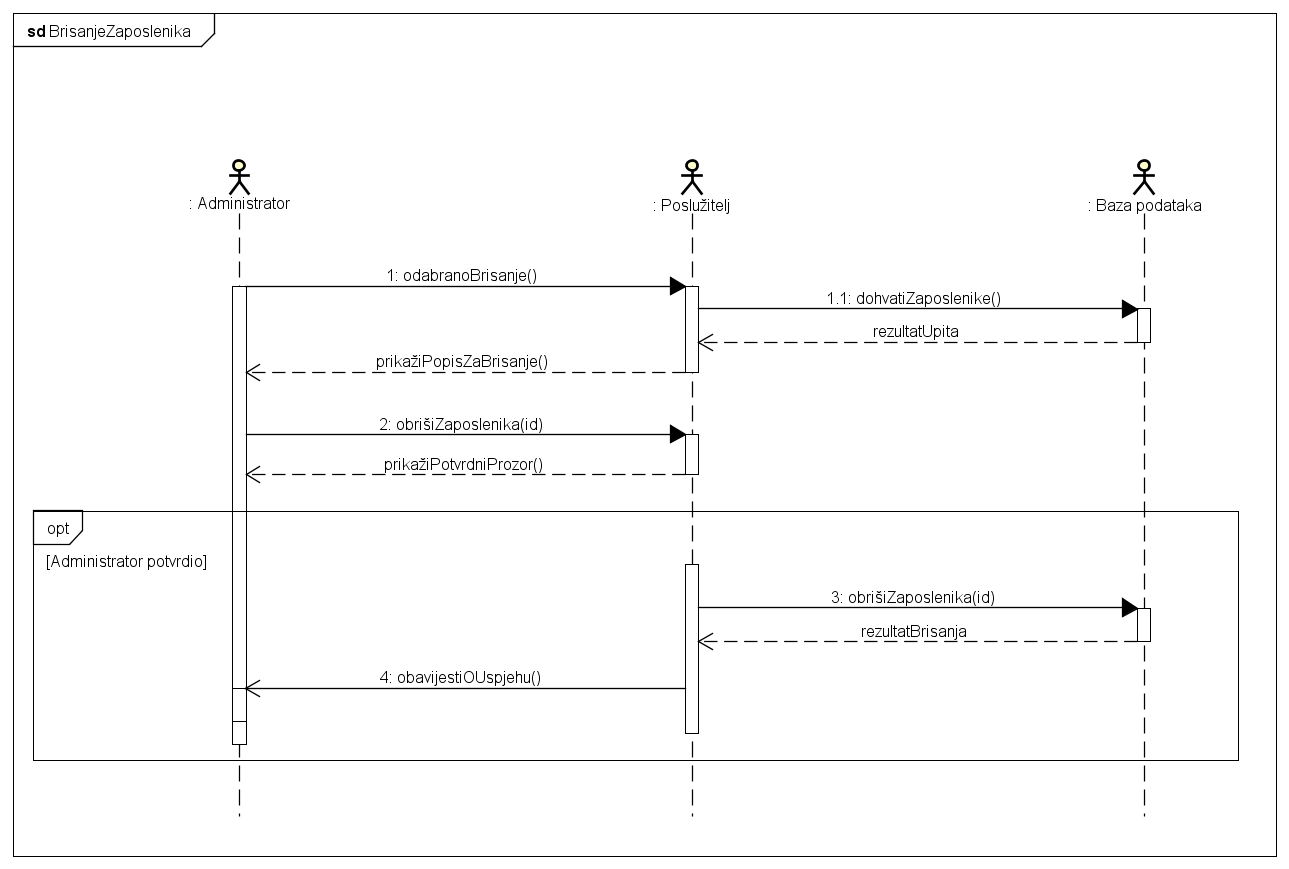 sd BrisanjeZaposlenika
: Administrator
: Poslužitelj
: Baza podataka
1: odabranoBrisanje()
1.1: dohvatiZaposlenike()
rezultatUpita
prikažiPopisZaBrisanje()
2: obrišiZaposlenika(id)
prikažiPotvrdniProzor()
opt
[Administrator potvrdio]
3: obrišiZaposlenika(id)
rezultatBrisanja
4: obavijestiOUspjehu()